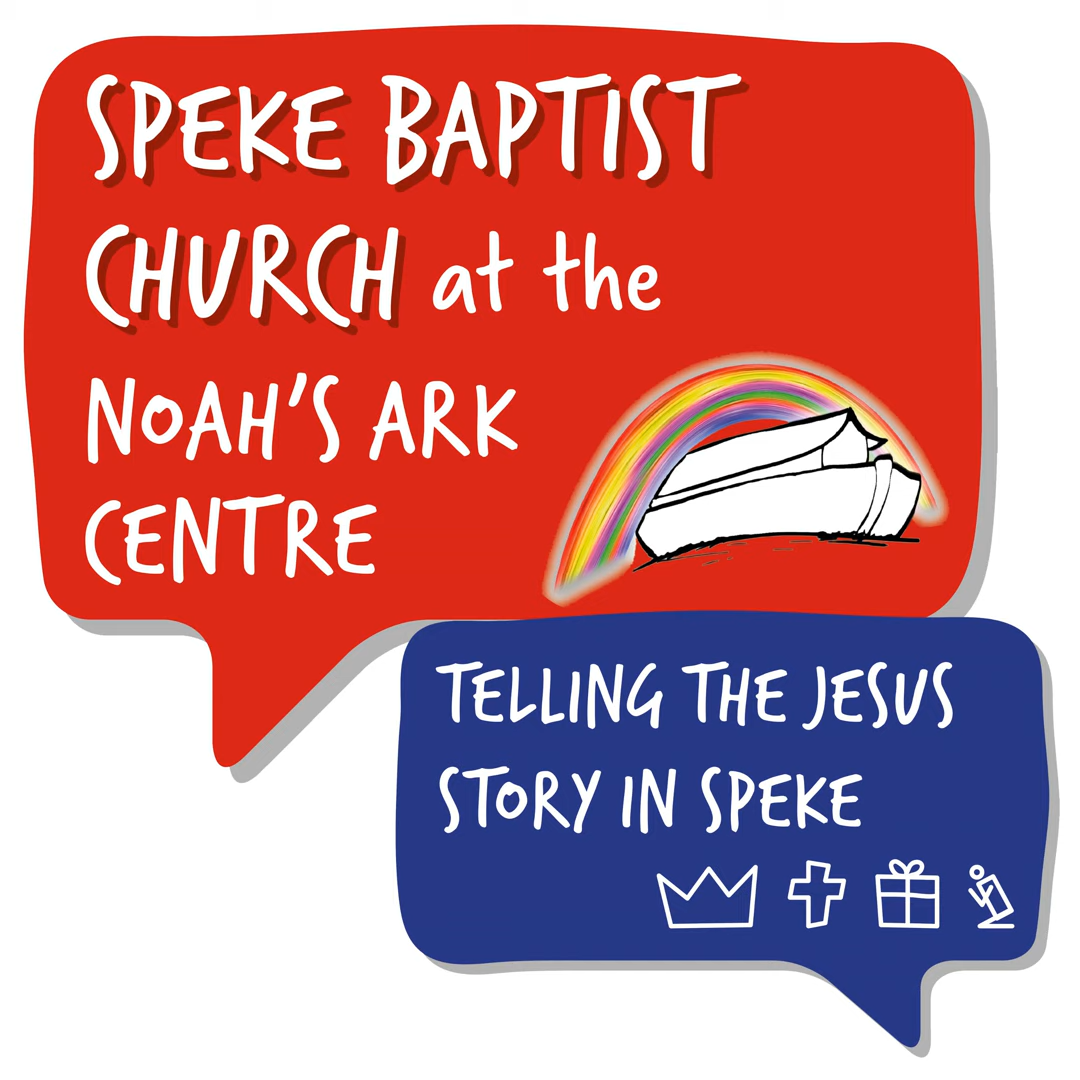 SPEKE BAPTIST
CHURCH at the
NOAH'S ARK
CENTRE
TELLING THE JESUS
STORY IN SPEKE